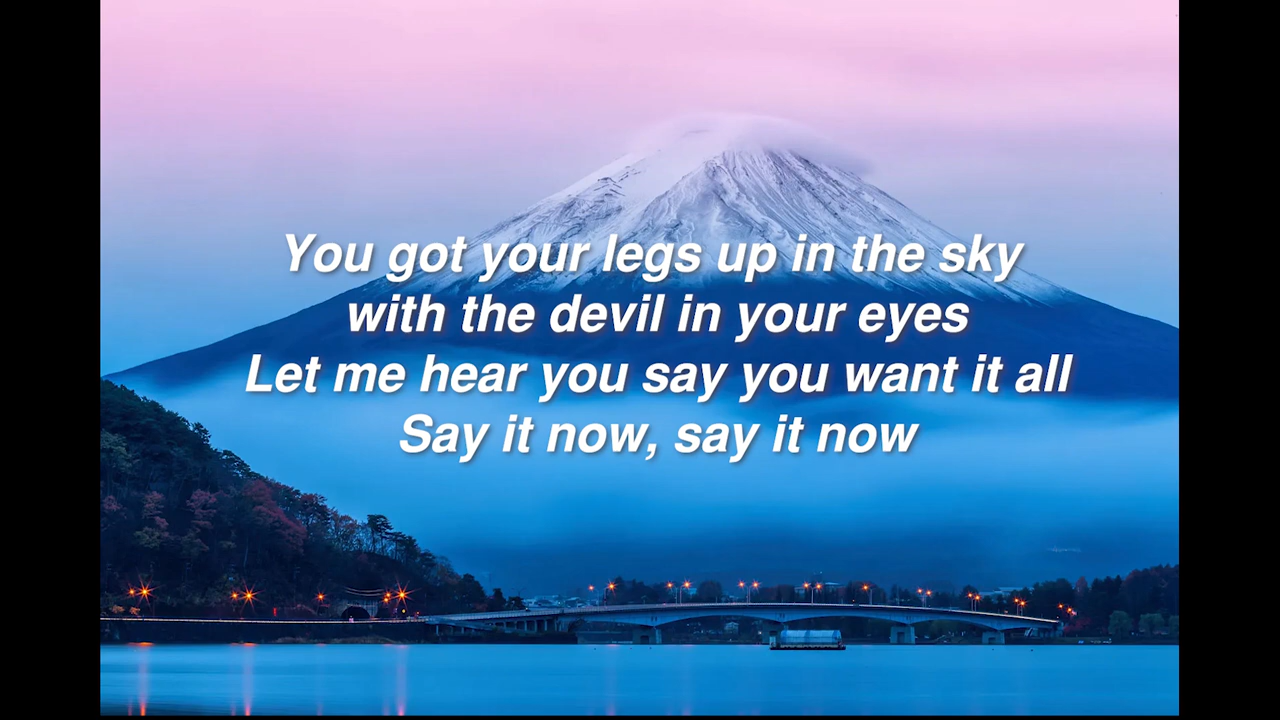 You got your legs up in the sky
with the devil in your eyes
Let me hear you say you want it all
Say it now, say it now